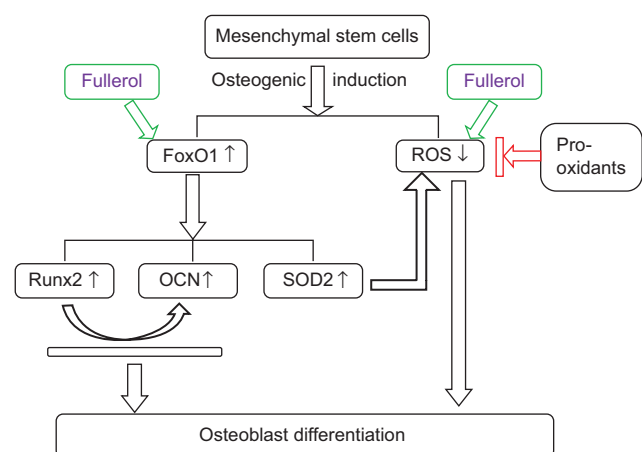 Mesenchymal stem cells
Fullerol
Osteogenic induction
Fullerol
FoxO1 ↑
ROS ↓
Pro-
oxidants
Runx2 ↑
OCN↑
SOD2 ↑
Osteoblast differentiation